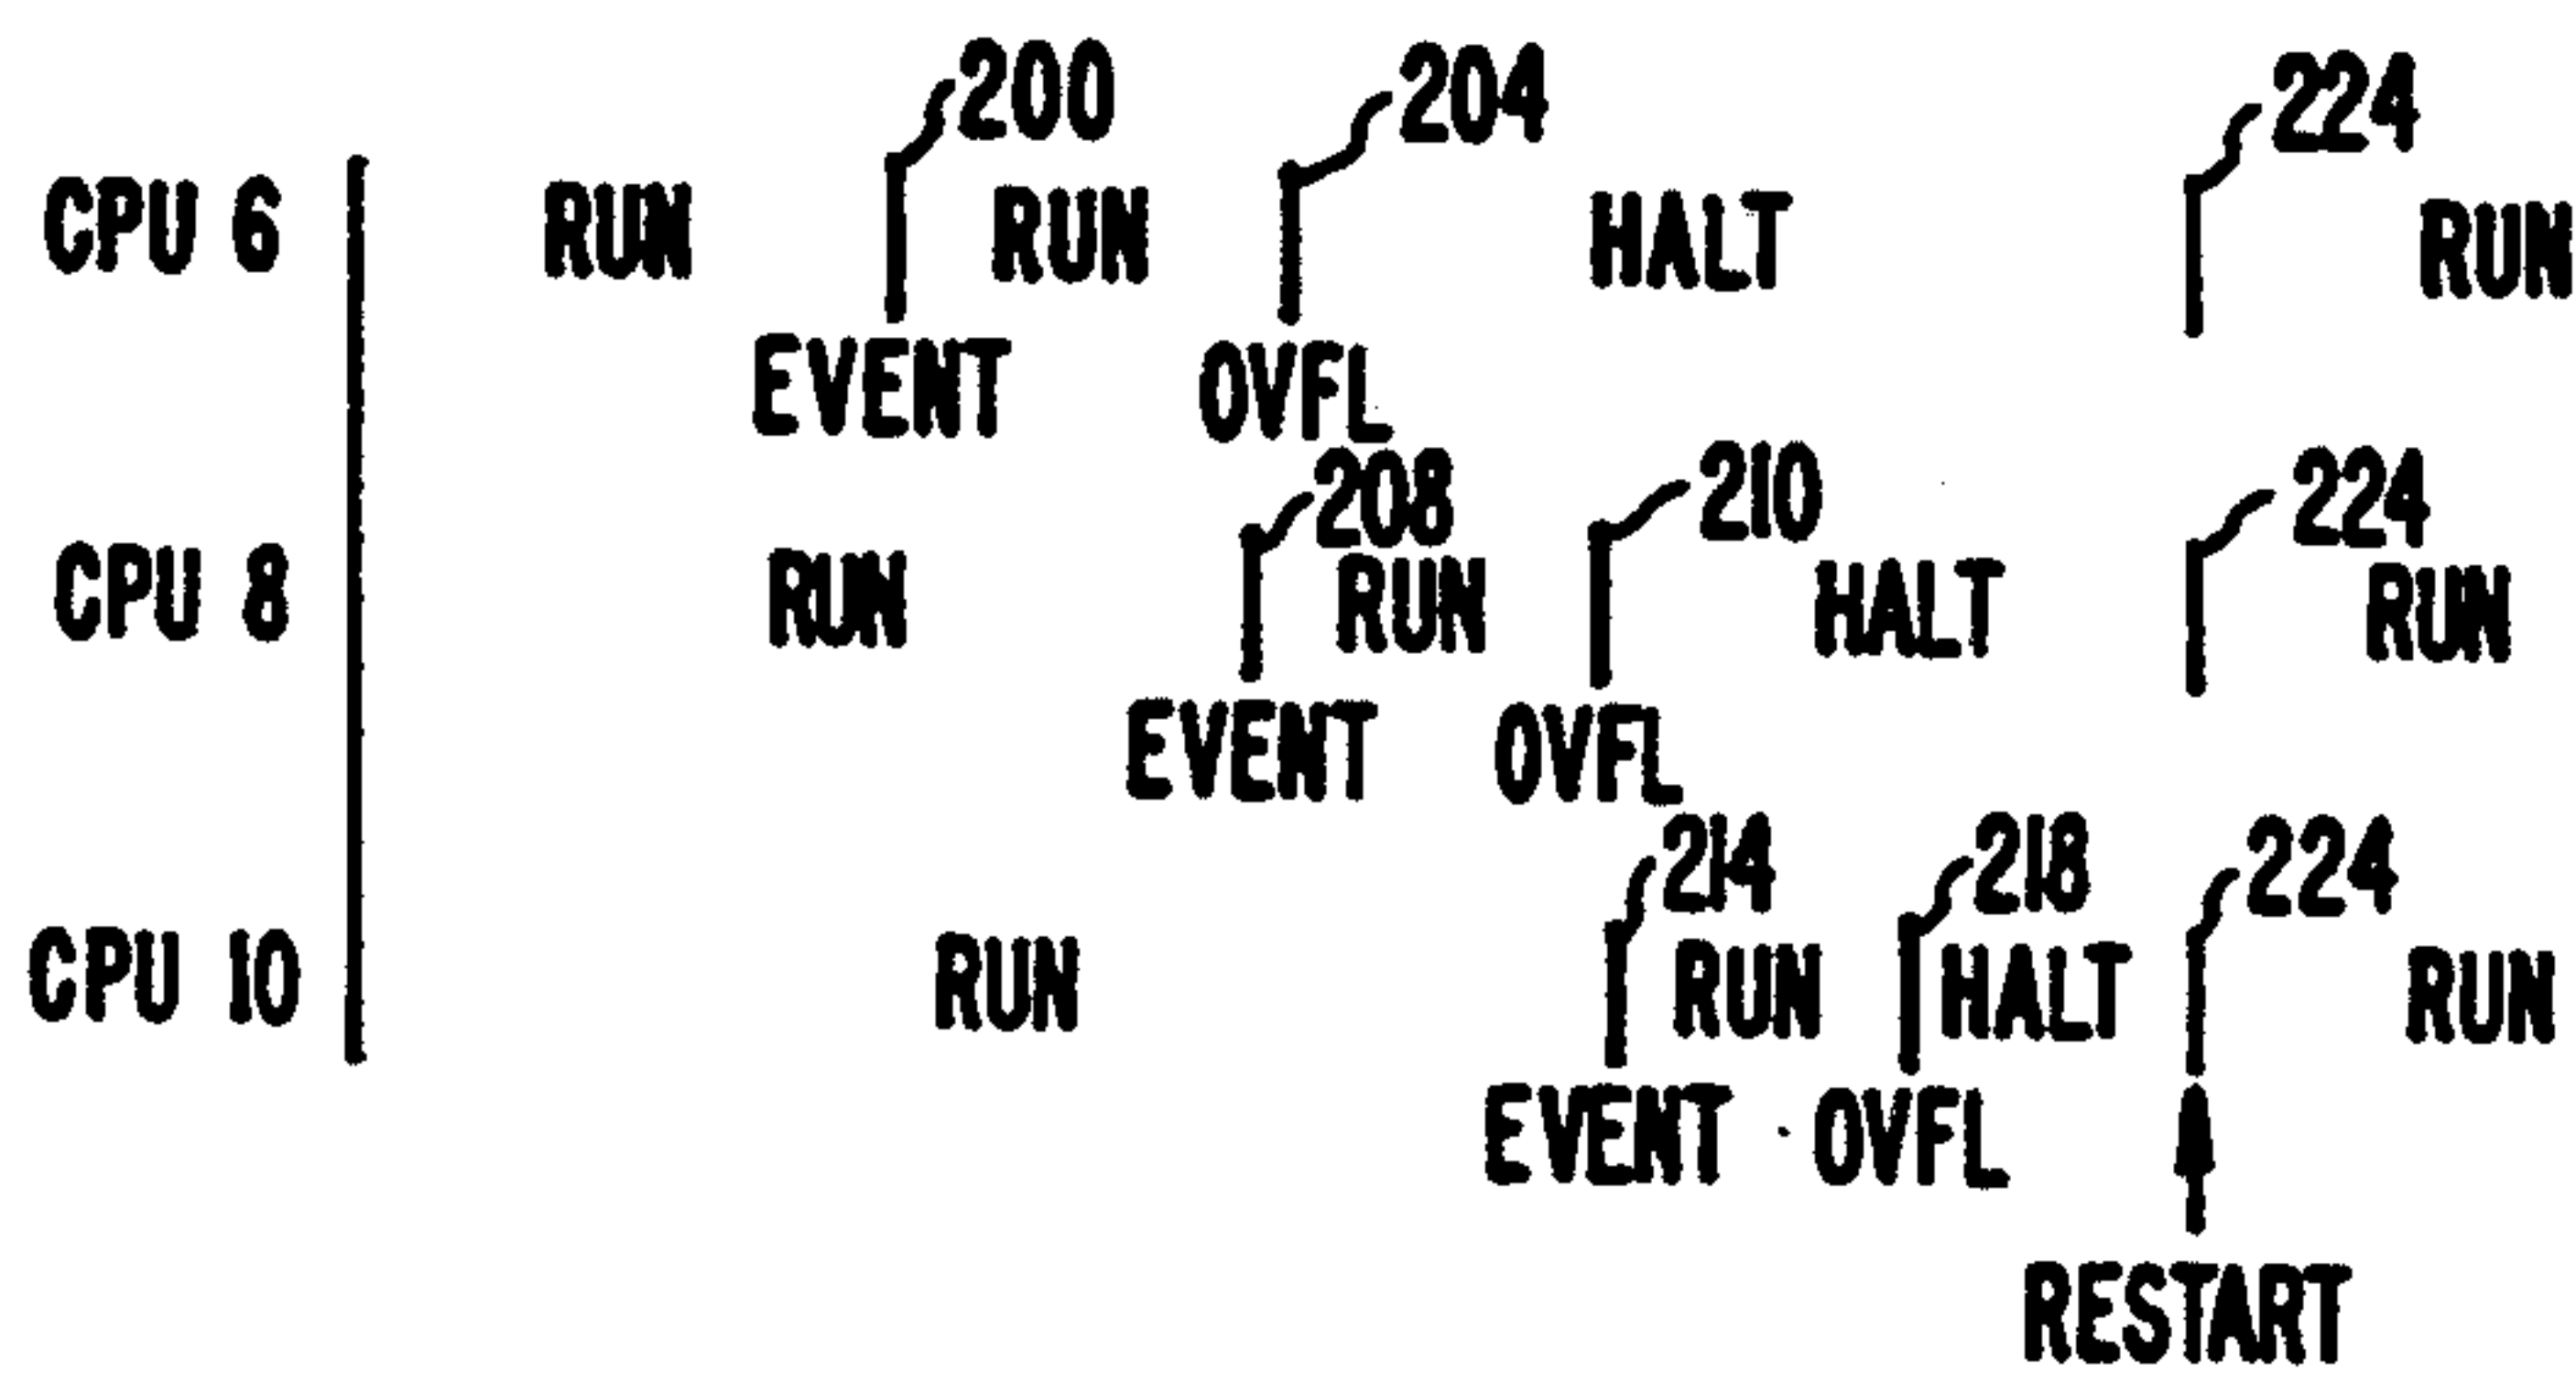 200 204 224
CPU 6 RUN RUN HALT RUN
EVENT OVFL
208 210 224
CPU 8 RUN RUN HALT RUN
EVENT OVFL
214 218 224
CPU 10 RUN RUN HALT RUN
EVENT OVFL
RESTART